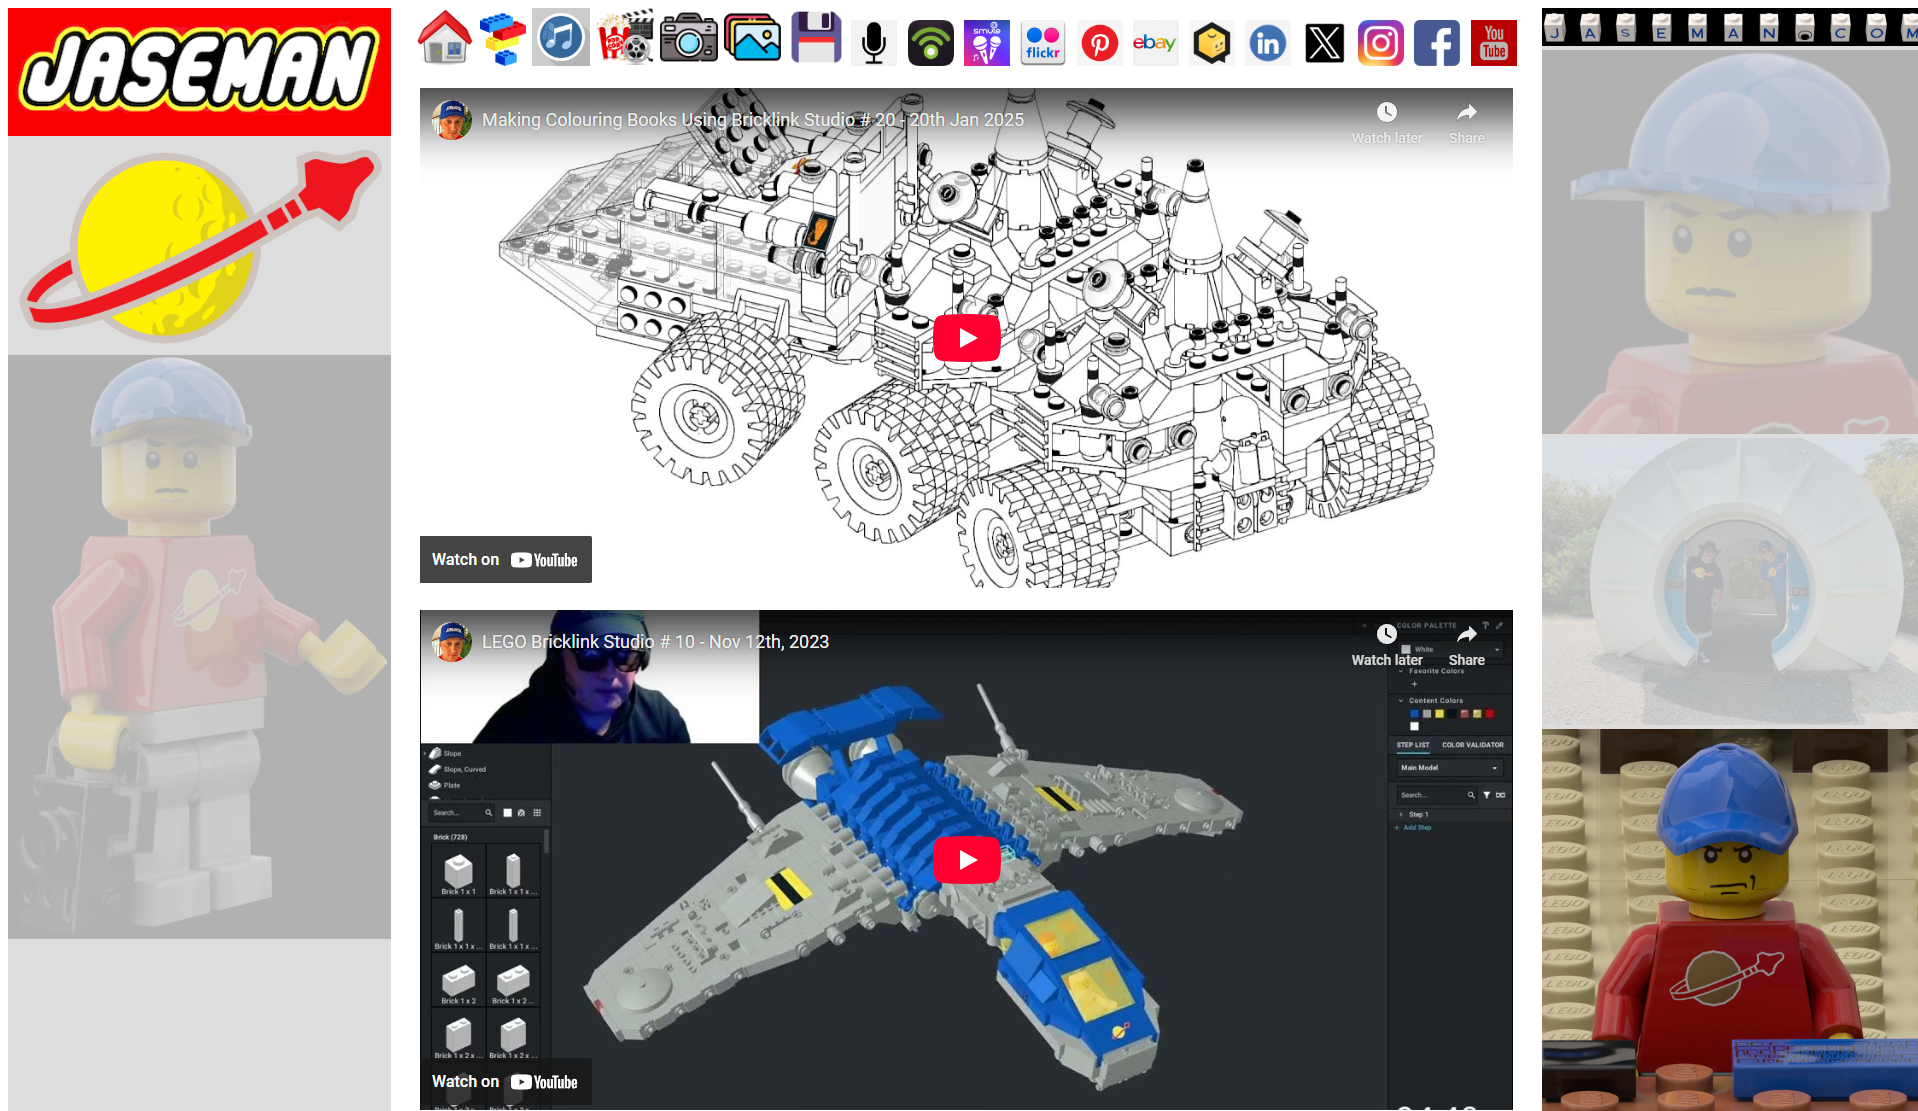 JASEMAN
smule
flickr
ebay
in
You
Tube
JASEMAN.COM
Making Colouring Books Using Bricklink Studio # 20 - 20th Jan 2025
Watch later
Share
Watch on YouTube
LEGO Bricklink Studio # 10 - Nov 12th, 2023
Watch later
Share
COLOR PALETTE
White
Favorite Colors
+
Content Colors
STEP LIST
COLOR VALIDATOR
Main Model
Search...
Step 1
+ Add Step
Slope
Slope, Curved
Plate
Search...
Brick (728)
Brick 1 x 1
Brick 1 x 1 x ...
Brick 1 x 1 x ...
Brick 1 x 1 x ...
Brick 1 x 2
Brick 1 x 2 ...
Brick 1 x 2 x ...
Brick 1 x 2 x ...
Watch on YouTube